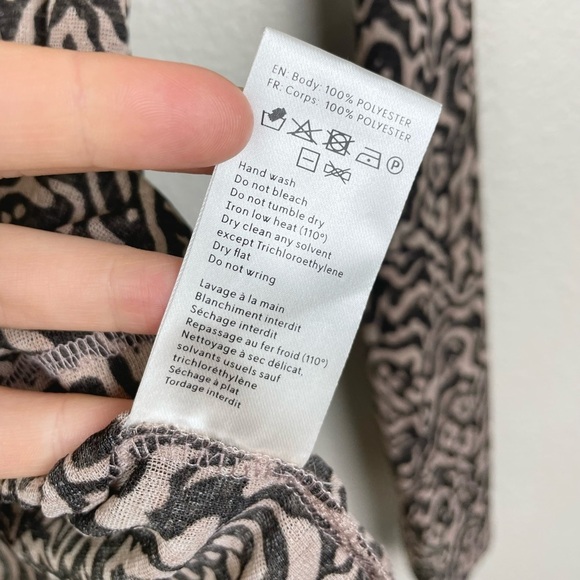 EN: Body: 100% POLYESTER
FR: Corps: 100% POLYESTER
P
Hand wash
Do not bleach
Do not tumble dry
Iron low heat (110°)
Dry clean any solvent
except Trichloroethylene
Dry flat
Do not wring
Lavage à la main
Blanchiment interdit
Séchage interdit
Repassage au fer froid (110°)
Nettoyage à sec délicat.
solvants usuels sauf
trichloréthylène
Séchage à plat
Tordage interdit